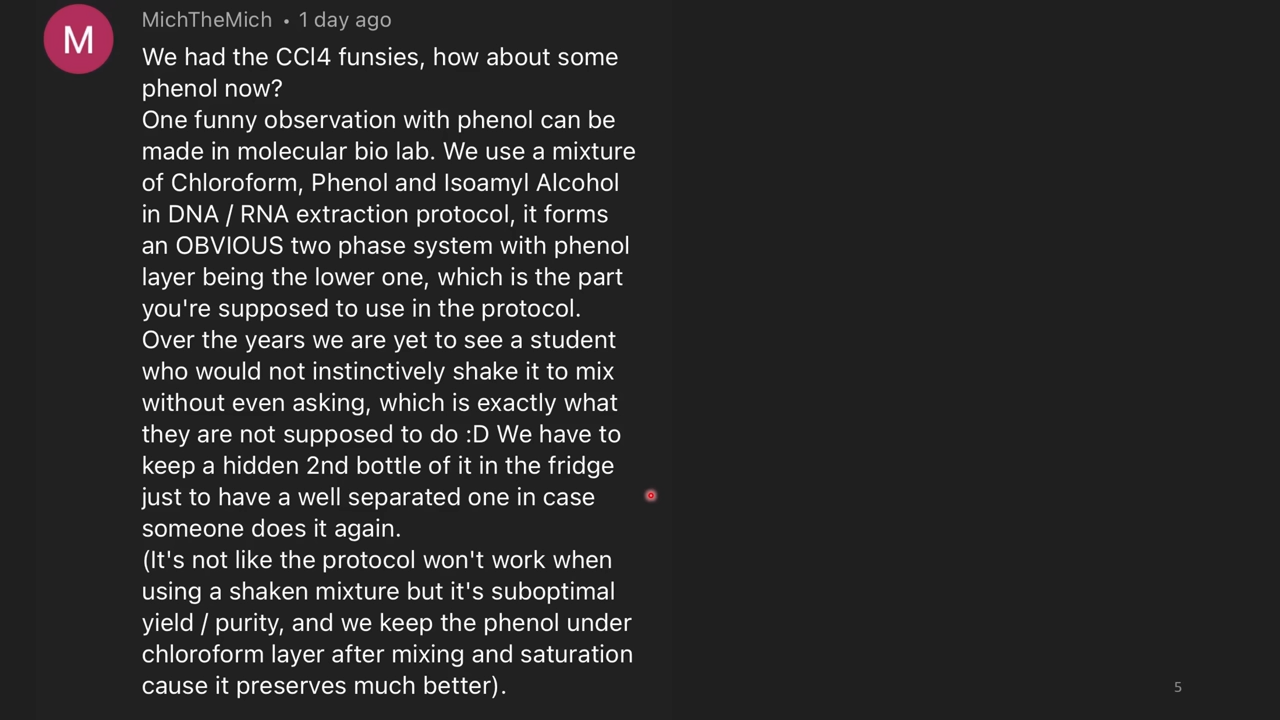 M
MichTheMich • 1 day ago
We had the CCl4 funsies, how about some
phenol now?
One funny observation with phenol can be
made in molecular bio lab. We use a mixture
of Chloroform, Phenol and Isoamyl Alcohol
in DNA / RNA extraction protocol, it forms
an OBVIOUS two phase system with phenol
layer being the lower one, which is the part
you're supposed to use in the protocol.
Over the years we are yet to see a student
who would not instinctively shake it to mix
without even asking, which is exactly what
they are not supposed to do :D We have to
keep a hidden 2nd bottle of it in the fridge
just to have a well separated one in case
someone does it again.
(It's not like the protocol won't work when
using a shaken mixture but it's suboptimal
yield / purity, and we keep the phenol under
chloroform layer after mixing and saturation
cause it preserves much better).
5